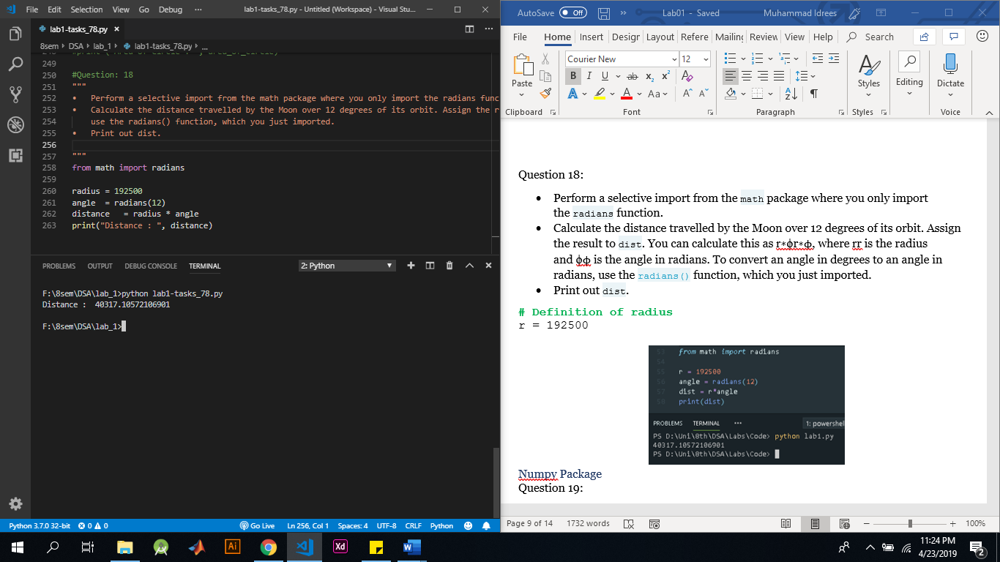 File Edit Selection View Go Debug ··· lab1-tasks_78.py - Untitled (Workspace) - Visual Stu...
lab1-tasks_78.py ×
8sem DSA lab_1 lab1-tasks_78.py ...
249
250 #Question: 18
251 """
252 • Perform a selective import from the math package where you only import the radians func
253 • Calculate the distance travelled by the Moon over 12 degrees of its orbit. Assign the r
254 use the radians() function, which you just imported.
255 • Print out dist.
256
257 """
258 from math import radians
259
260 radius = 192500
261 angle = radians(12)
262 distance = radius * angle
263 print("Distance : ", distance)
PROBLEMS OUTPUT DEBUG CONSOLE TERMINAL 2: Python
F:\8sem\DSA\lab_1>python lab1-tasks_78.py
Distance : 40317.10572106901
F:\8sem\DSA\lab_1>
Python 3.7.0 32-bit 0 0 Go Live Ln 256, Col 1 Spaces: 4 UTF-8 CRLF Python
AutoSave Off Lab01 - Saved Muhammad Idrees
File Home Insert Desigr Layout Refere Mailing Review View Help Search
Courier New 12
Paste
B I U ab x₂ x²
Aa
Styles Editing Dictate
Clipboard Font Paragraph Styles Voice
Question 18:
• Perform a selective import from the math package where you only import
the radians function.
• Calculate the distance travelled by the Moon over 12 degrees of its orbit. Assign
the result to dist. You can calculate this as r∗ϕr∗ϕ, where rr is the radius
and ϕϕ is the angle in radians. To convert an angle in degrees to an angle in
radians, use the radians() function, which you just imported.
• Print out dist.
# Definition of radius
r = 192500
53 from math import radians
54
55 r = 192500
56 angle = radians(12)
57 dist = r*angle
58 print(dist)
PROBLEMS TERMINAL ··· 1: powershel
PS D:\Uni\8th\DSA\Labs\Code> python lab1.py
40317.10572106901
PS D:\Uni\8th\DSA\Labs\Code>
Numpy Package
Question 19:
Page 9 of 14 1732 words 100%
Ai Xd
11:24 PM
4/23/2019
2